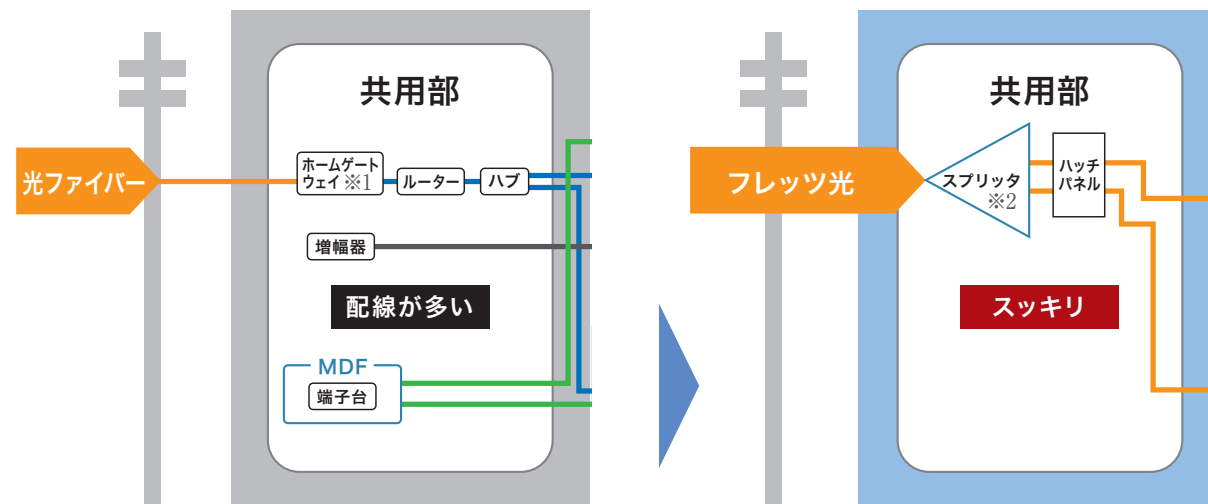 共用部
光ファイバー
ホームゲート
ウェイ※1
ルーター
ハブ
増幅器
配線が多い
MDF
端子台
共用部
フレッツ光
スプリッタ
※2
ハッチ
パネル
スッキリ